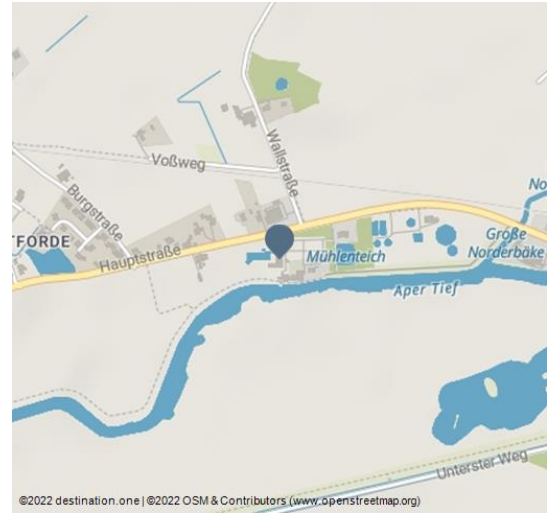 No
Wallstraße
Voßweg
Burgstraße
TFORDE
Hauptstraße
Große
Norderbäke
Mühlenteich
Aper Tief
Unterster Weg
©2022 destination.one | ©2022 OSM & Contributors (www.openstreetmap.org)